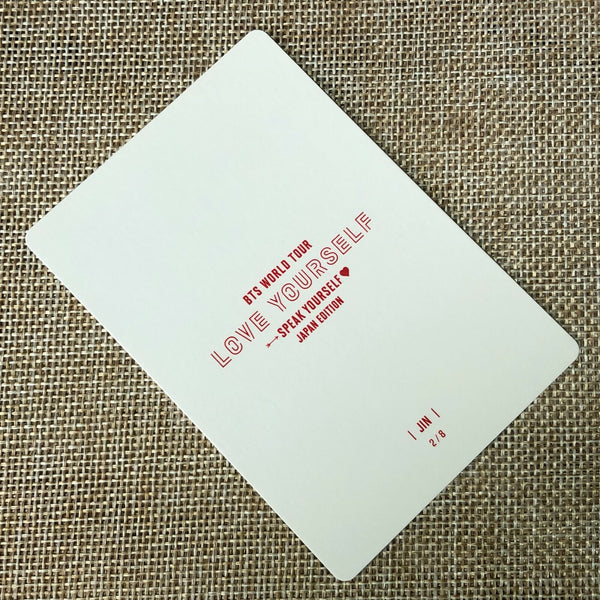 BTS WORLD TOUR
LOVE YOURSELF
SPEAK YOURSELF
JAPAN EDITION
| JIN |
2/8